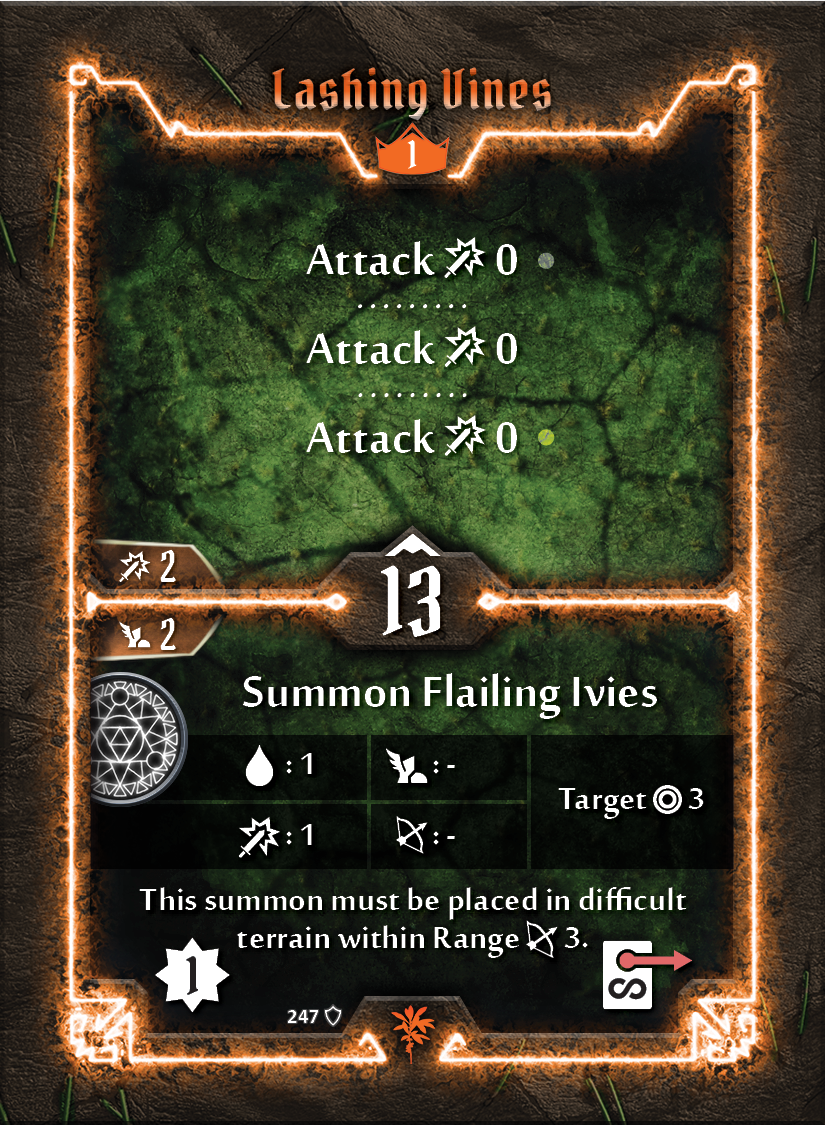 Lashing Vines
1
Attack 0
Attack 0
Attack 0
2
13
2
Summon Flailing Ivies
: 1
: -
Target 3
: 1
: -
This summon must be placed in difficult
terrain within Range 3.
1
247